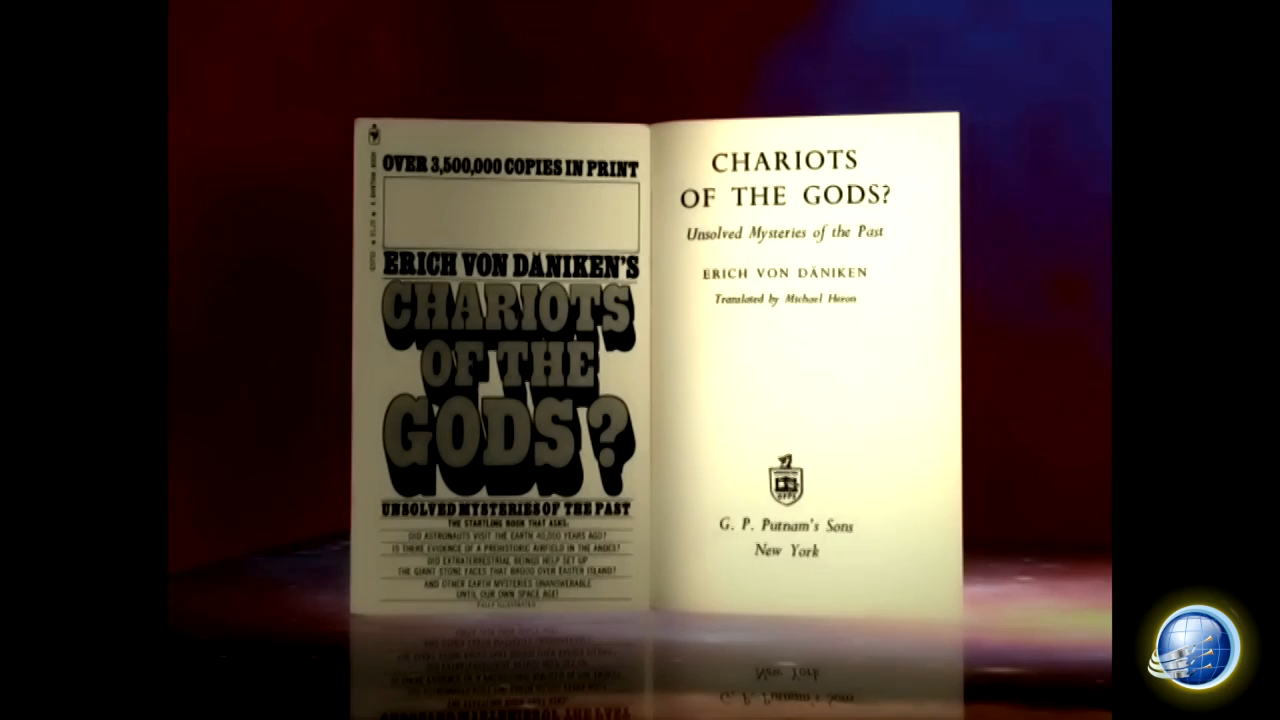 OVER 3,500,000 COPIES IN PRINT
ERICH VON DÄNIKEN'S
CHARIOTS
OF THE
GODS?
UNSOLVED MYSTERIES OF THE PAST
THE STARTLING BOOK THAT ASKS:
DID ASTRONAUTS VISIT THE EARTH 40,000 YEARS AGO?
IS THERE EVIDENCE OF A PREHISTORIC AIRFIELD IN THE ANDES?
DID EXTRATERRESTRIAL BEINGS HELP SET UP
THE GIANT STONE FACES THAT BROOD OVER EASTER ISLAND?
AND OTHER EARTH MYSTERIES UNANSWERABLE
UNTIL OUR OWN SPACE AGE!
FULLY ILLUSTRATED
CHARIOTS
OF THE GODS?
Unsolved Mysteries of the Past
ERICH VON DÄNIKEN
Translated by Michael Heron
G. P. Putnam's Sons
New York